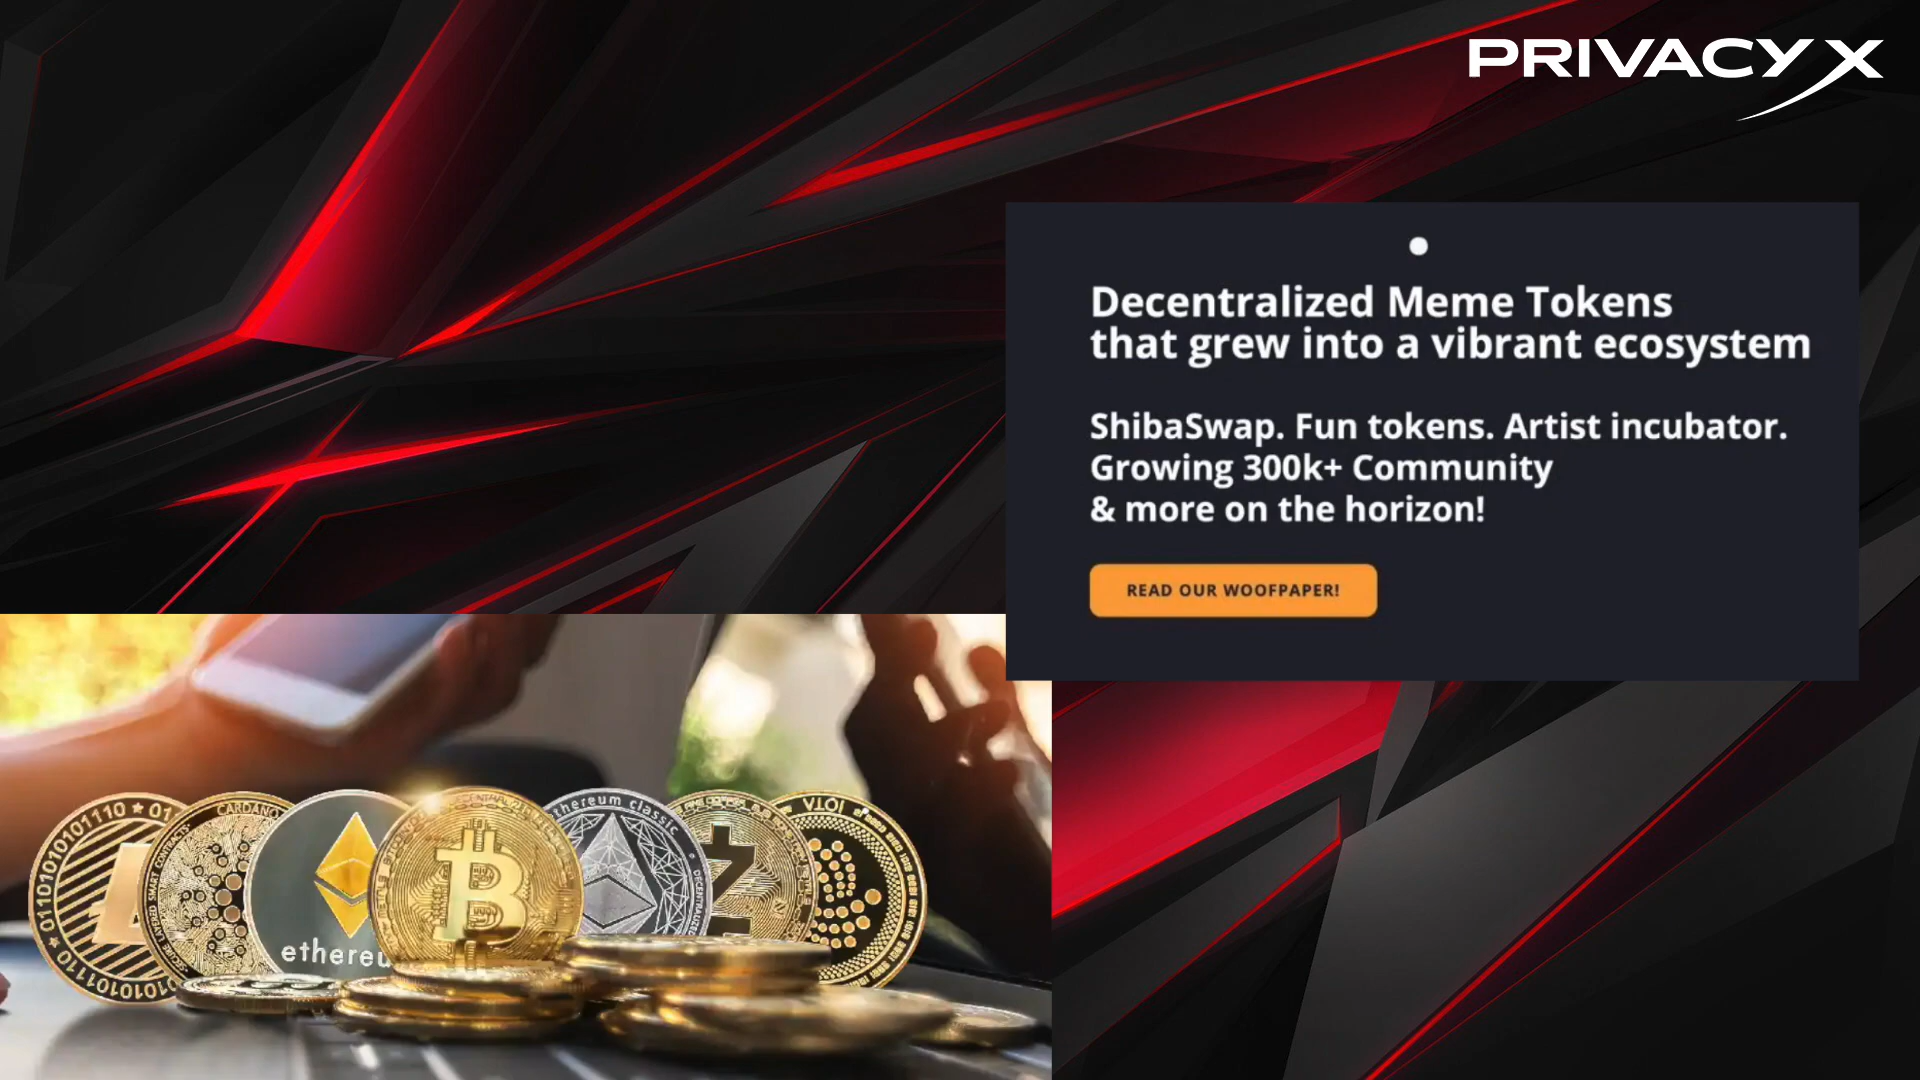 PRIVACY X
Decentralized Meme Tokens
that grew into a vibrant ecosystem
ShibaSwap. Fun tokens. Artist incubator.
Growing 300k+ Community
& more on the horizon!
READ OUR WOOFPAPER!
CARDANO
ethereum classic
IOTA
ethereu